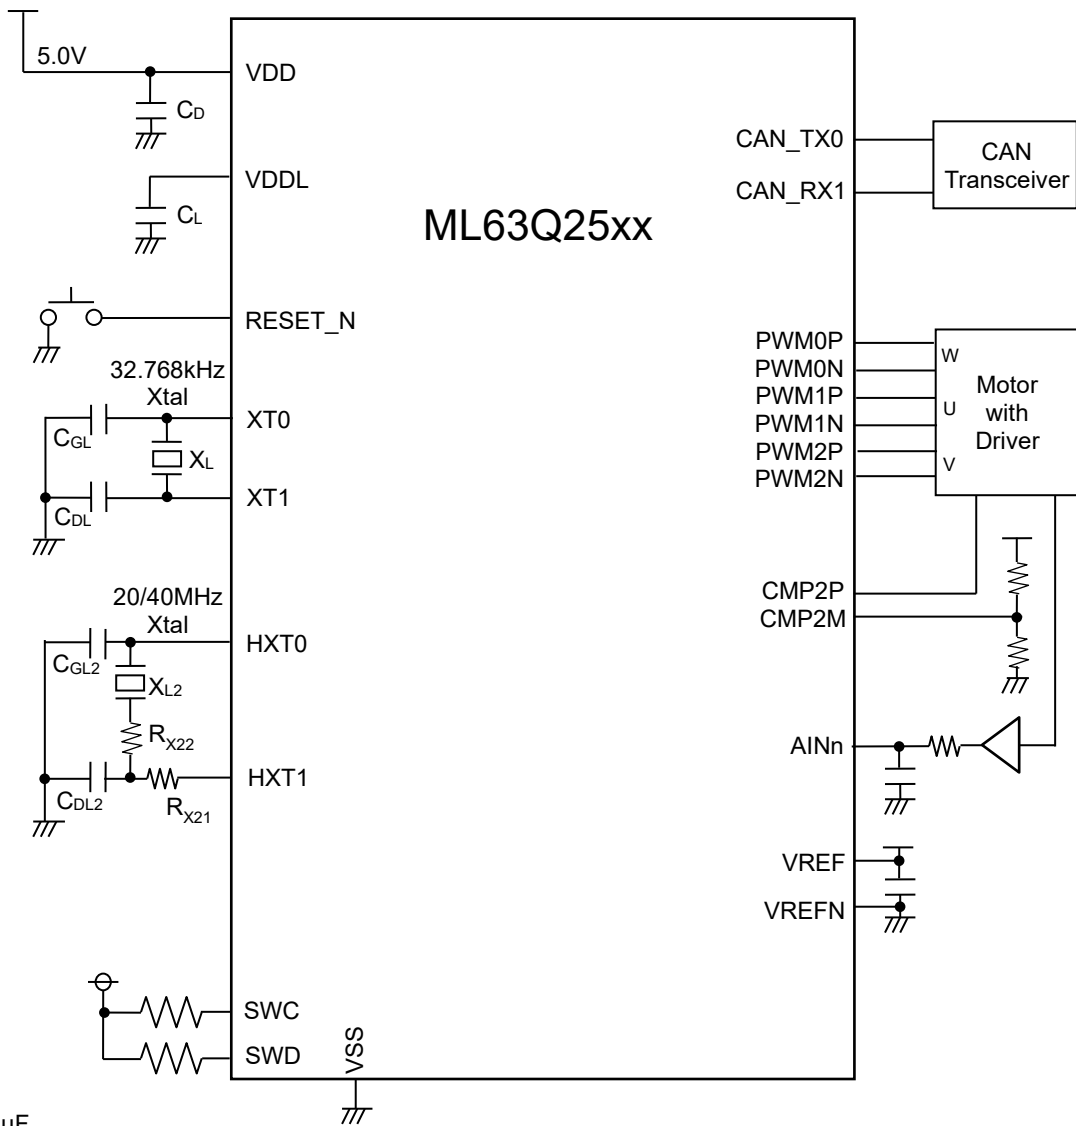 5.0V
VDD
CD
VDDL
CL
ML63Q25xx
CAN_TX0
CAN_RX1
CAN
Transceiver
RESET_N
32.768kHz
Xtal
XT0
CGL
XL
XT1
CDL
PWM0P
PWM0N
PWM1P
PWM1N
PWM2P
PWM2N
W
U
V
Motor
with
Driver
20/40MHz
Xtal
HXT0
CGL2
XL2
RX22
HXT1
CDL2
RX21
CMP2P
CMP2M
AINn
VREF
VREFN
SWC
SWD
VSS